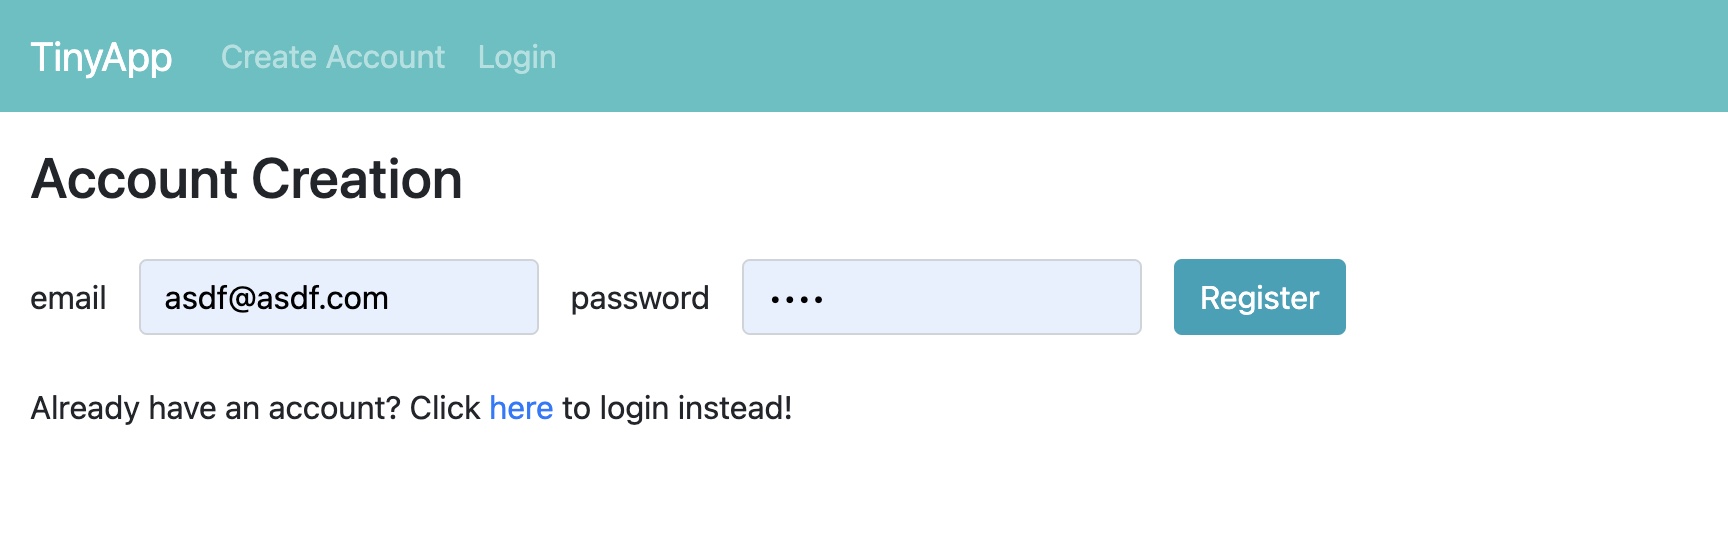 TinyApp Create Account Login
Account Creation
email asdf@asdf.com password •••• Register
Already have an account? Click here to login instead!